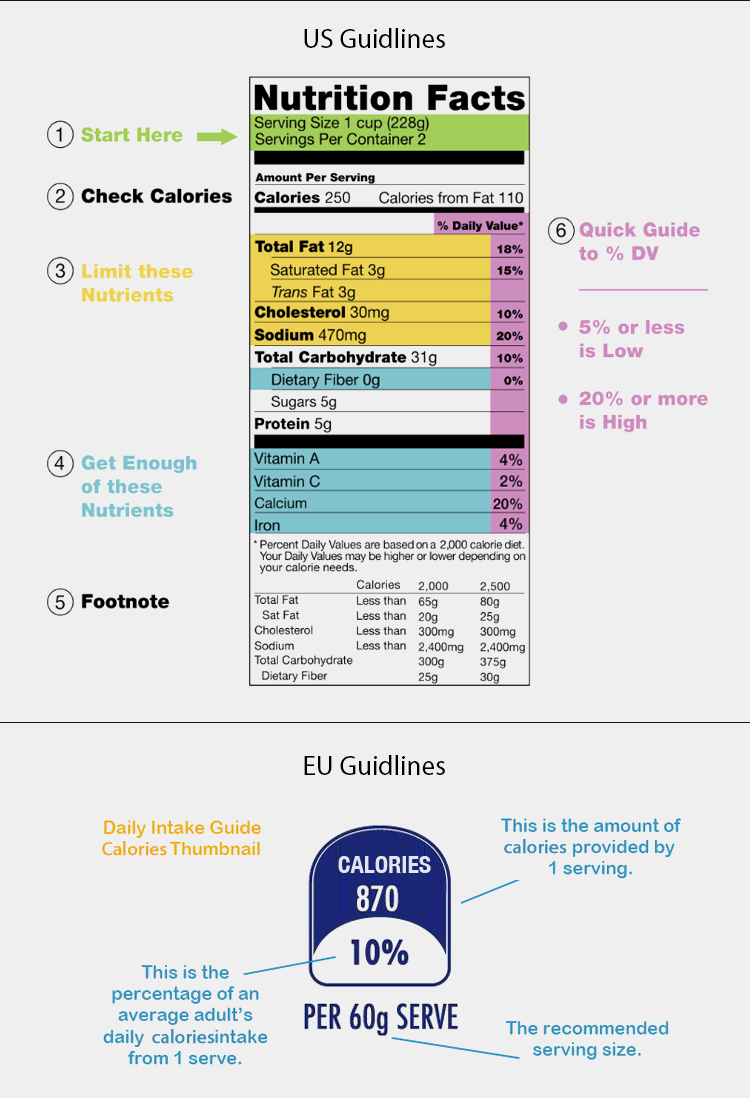 US Guidlines
Nutrition Facts
Serving Size 1 cup (228g)
Servings Per Container 2
① Start Here
Amount Per Serving
② Check Calories
Calories 250 Calories from Fat 110
% Daily Value*
Total Fat 12g 18%
Saturated Fat 3g 15%
Trans Fat 3g
Cholesterol 30mg 10%
Sodium 470mg 20%
Total Carbohydrate 31g 10%
Dietary Fiber 0g 0%
Sugars 5g
Protein 5g
③ Limit these
Nutrients
⑥ Quick Guide
to % DV
• 5% or less
is Low
• 20% or more
is High
Vitamin A 4%
Vitamin C 2%
Calcium 20%
Iron 4%
④ Get Enough
of these
Nutrients
* Percent Daily Values are based on a 2,000 calorie diet.
Your Daily Values may be higher or lower depending on
your calorie needs.
⑤ Footnote
Calories 2,000 2,500
Total Fat Less than 65g 80g
Sat Fat Less than 20g 25g
Cholesterol Less than 300mg 300mg
Sodium Less than 2,400mg 2,400mg
Total Carbohydrate 300g 375g
Dietary Fiber 25g 30g
EU Guidlines
Daily Intake Guide
Calories Thumbnail
CALORIES
870
10%
PER 60g SERVE
This is the amount of
calories provided by
1 serving.
This is the
percentage of an
average adult's
daily caloriesintake
from 1 serve.
The recommended
serving size.